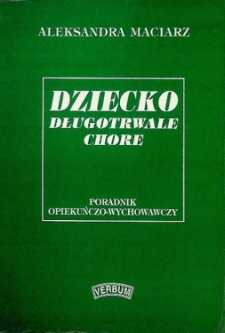 ALEKSANDRA MACIARZ
DZIECKO
DŁUGOTRWALE
CHORE
PORADNIK
OPIEKUŃCZO-WYCHOWAWCZY
VERBUM